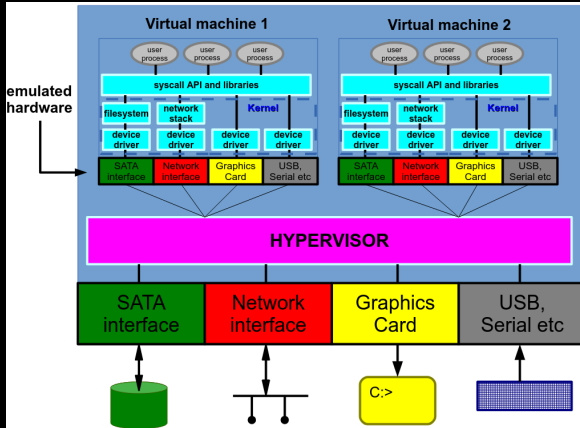 Virtual machine 1
Virtual machine 2
user
process
user
process
user
process
user
process
user
process
user
process
syscall API and libraries
syscall API and libraries
emulated
hardware
filesystem
network
stack
Kernel
filesystem
network
stack
Kernel
device
driver
device
driver
device
driver
device
driver
device
driver
device
driver
device
driver
device
driver
SATA
interface
Network
interface
Graphics
Card
USB,
Serial etc
SATA
interface
Network
interface
Graphics
Card
USB,
Serial etc
HYPERVISOR
SATA
interface
Network
interface
Graphics
Card
USB,
Serial etc
C:>